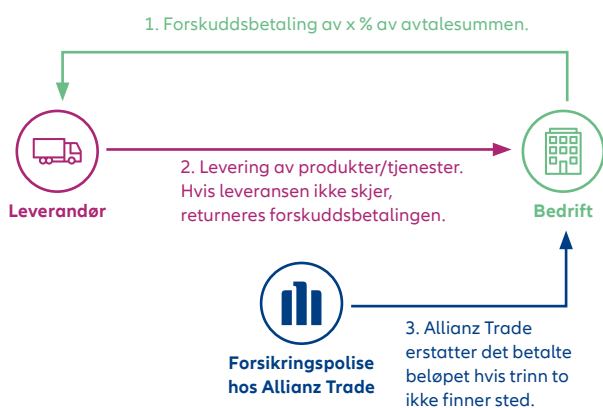 1. Forskuddsbetaling av x % av avtalesummen.
2. Levering av produkter/tjenester.
Hvis leveransen ikke skjer,
returneres forskuddsbetalingen.
Leverandør
Bedrift
3. Allianz Trade
erstatter det betalte
beløpet hvis trinn to
ikke finner sted.
Forsikringspolise
hos Allianz Trade